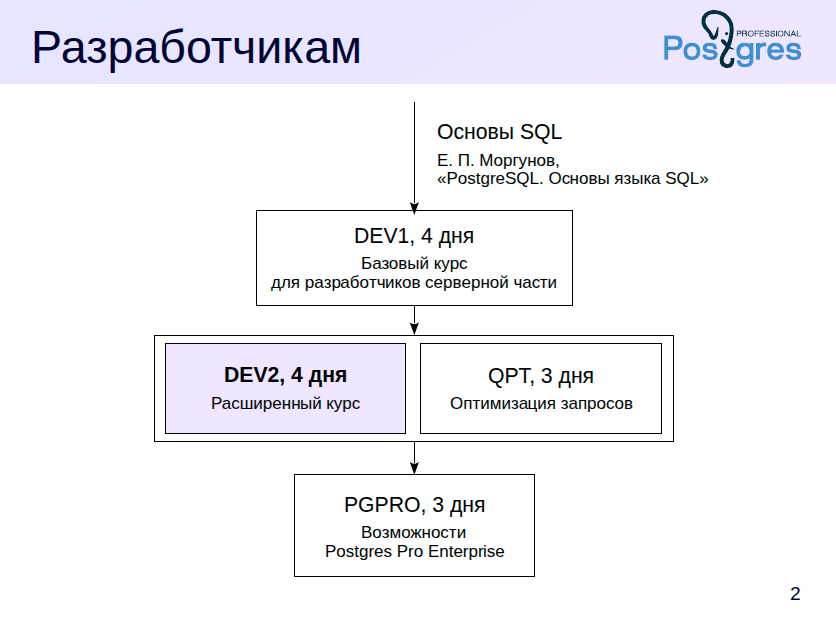 Разработчикам
PROFESSIONAL
Postgres
Основы SQL
Е. П. Моргунов,
«PostgreSQL. Основы языка SQL»
DEV1, 4 дня
Базовый курс
для разработчиков серверной части
DEV2, 4 дня
Расширенный курс
QPT, 3 дня
Оптимизация запросов
PGPRO, 3 дня
Возможности
Postgres Pro Enterprise
2